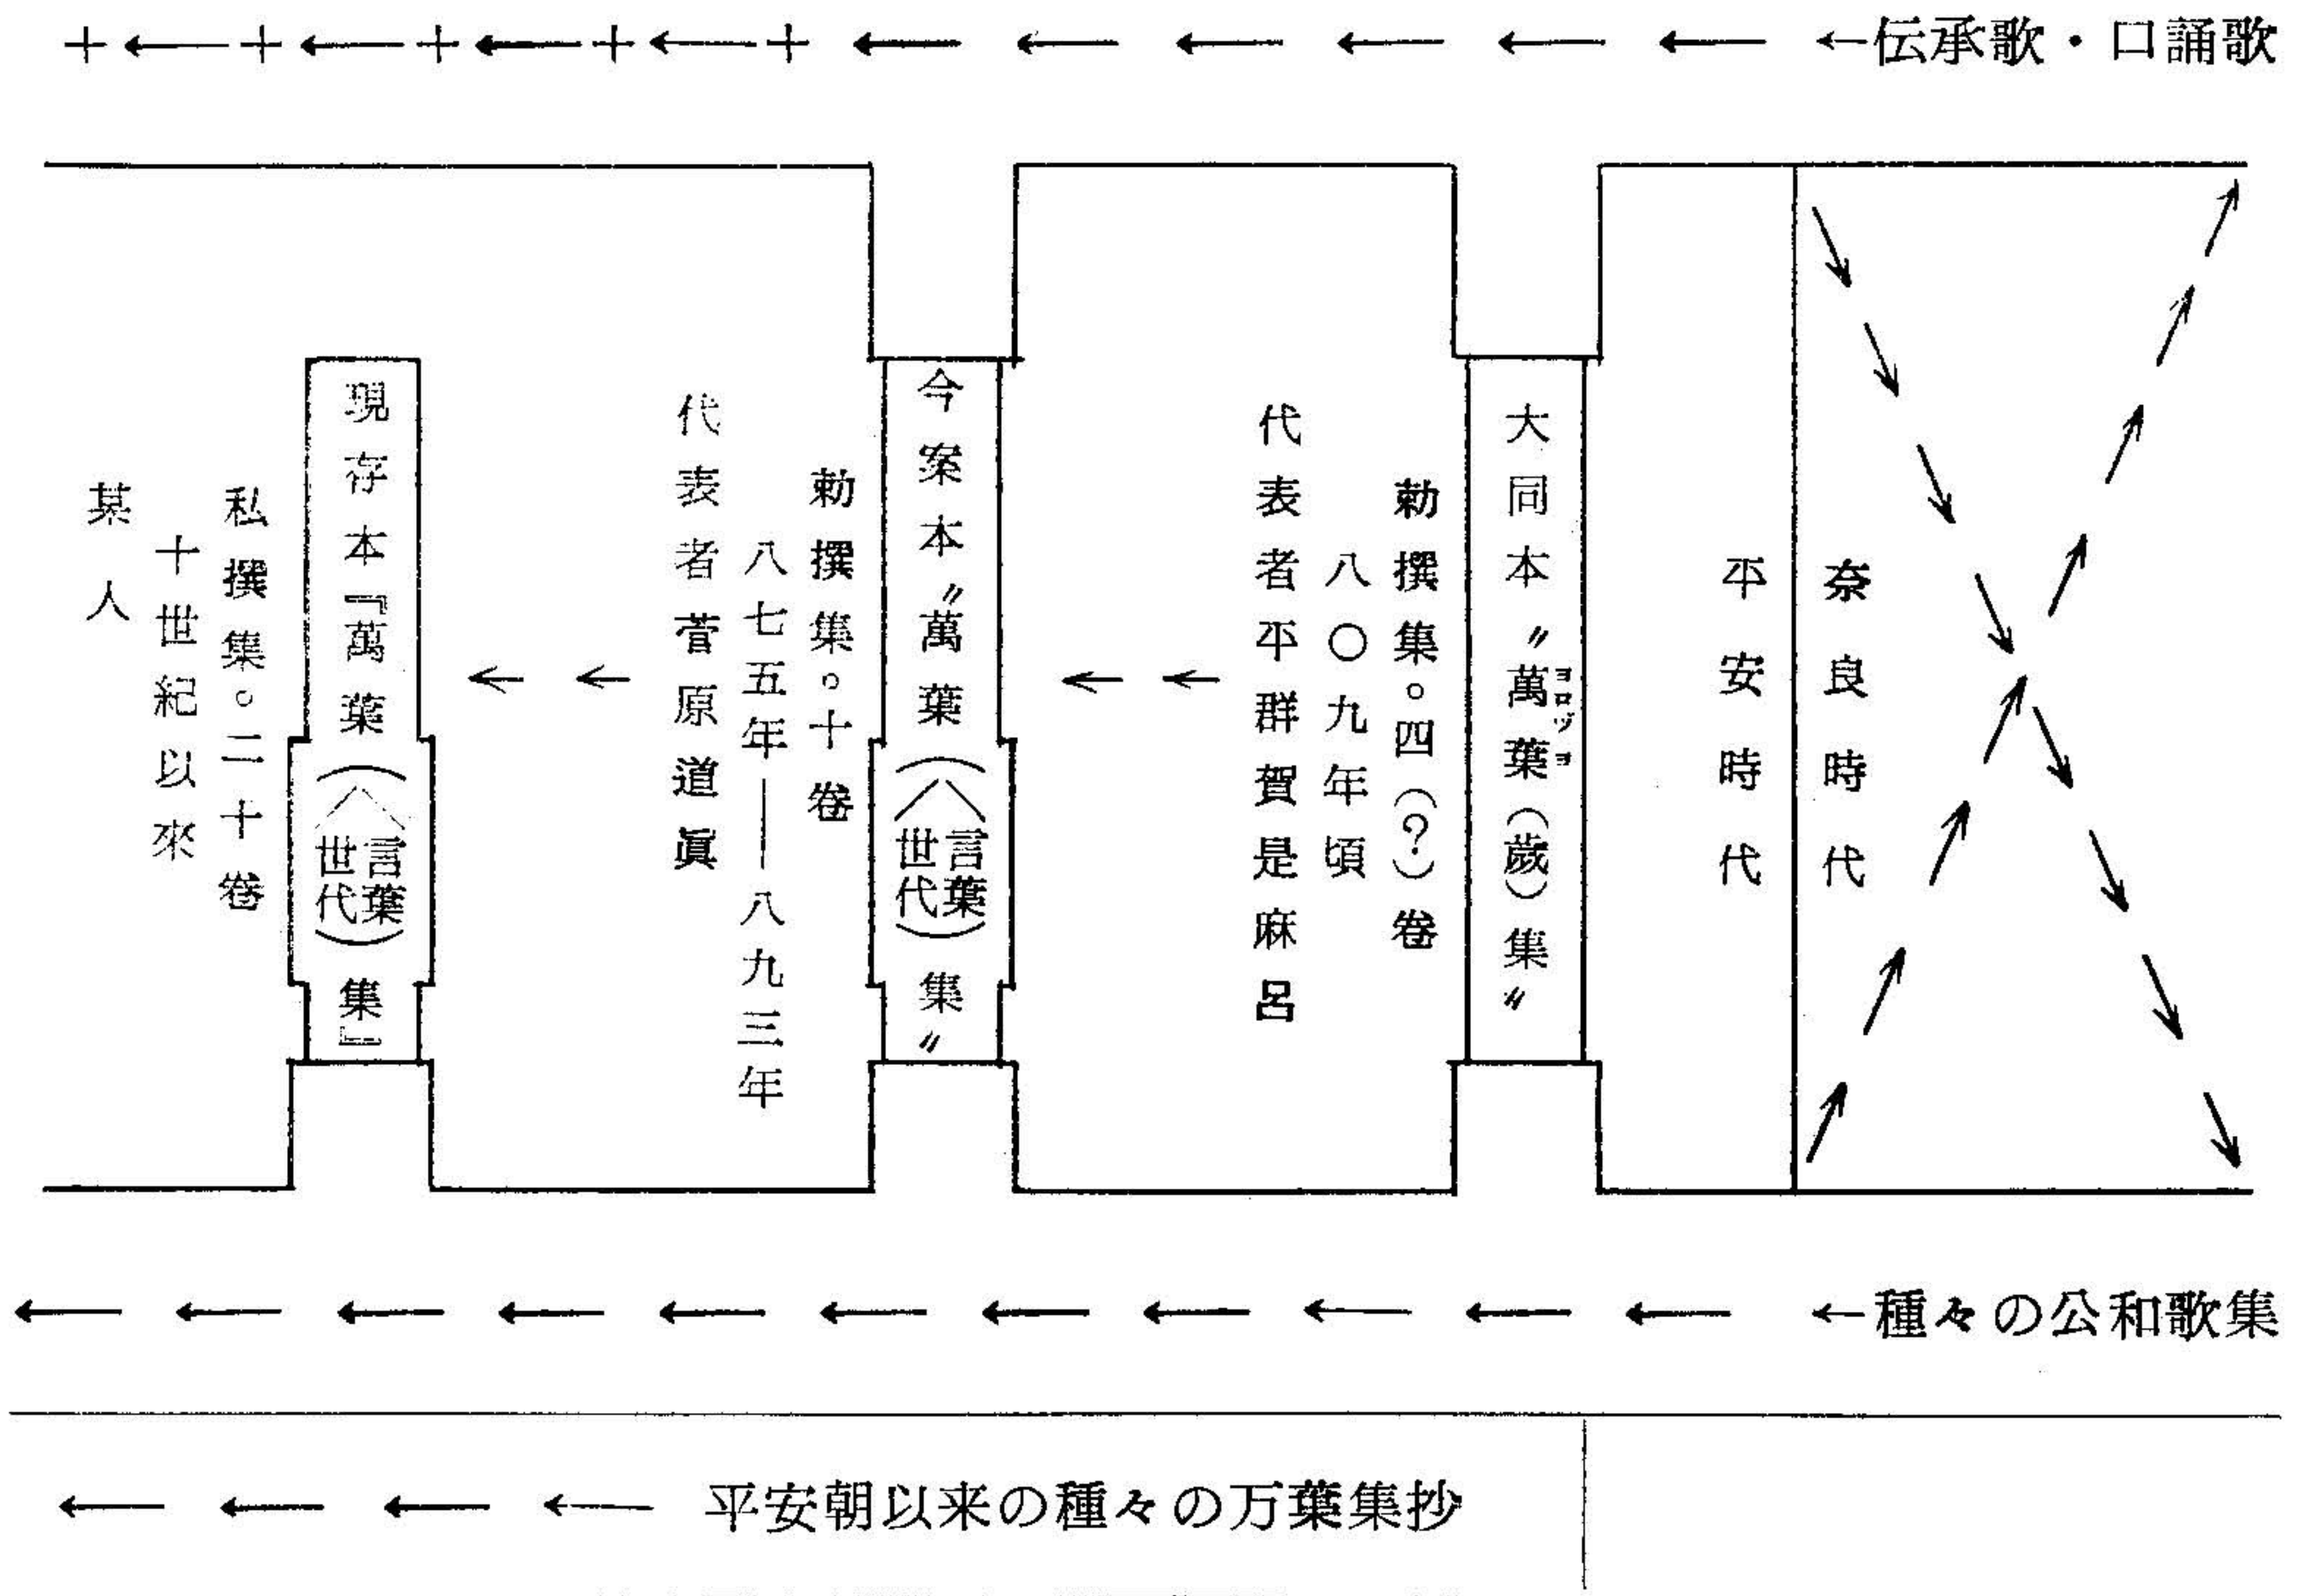 ←伝承歌・口誦歌
奈良時代
平安時代
大同本〃萬葉(歲)集〃
ヨロヅヨ
勅撰集。四(?)卷
八〇九年頃
代表者平群賀是麻呂
今案本〃萬葉(〈言葉〉世代)集〃
勅撰集。十卷
八七五年――八九三年
代表者菅原道眞
現存本『萬葉(〈言葉〉世代)集』
私撰集。二十卷
十世紀以來
某人
←種々の公和歌集
平安朝以来の種々の万葉集抄